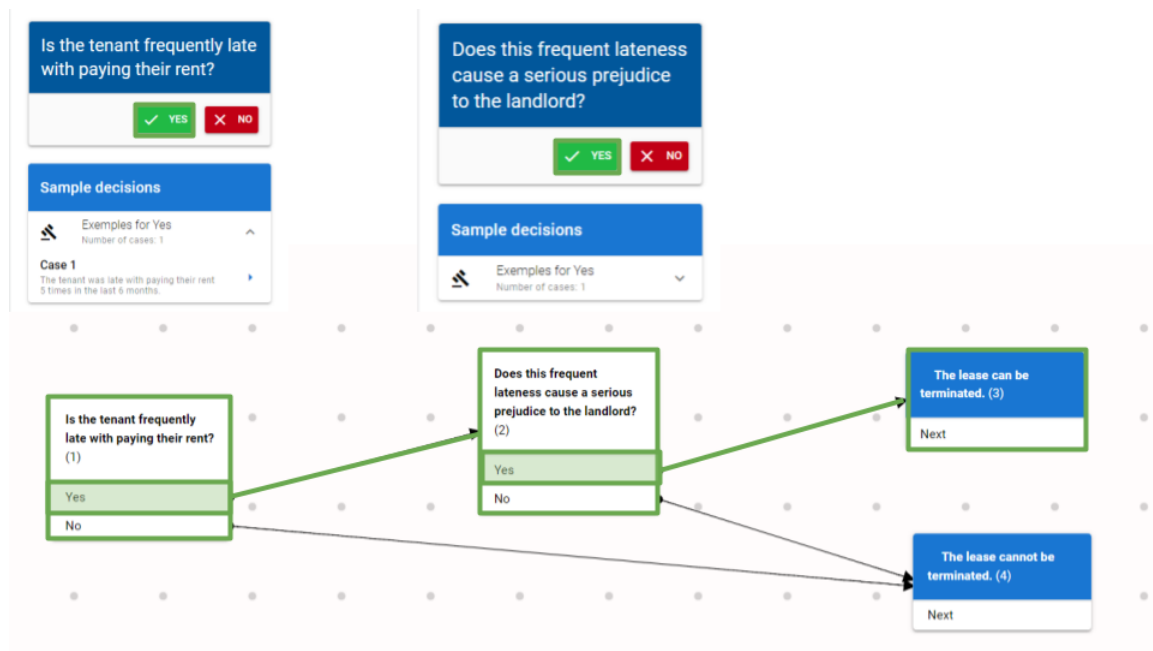 Is the tenant frequently late
with paying their rent?
YES
NO
Sample decisions
Exemples for Yes
Number of cases: 1
Case 1
The tenant was late with paying their rent
5 times in the last 6 months.
Does this frequent lateness
cause a serious prejudice
to the landlord?
YES
NO
Sample decisions
Exemples for Yes
Number of cases: 1
Is the tenant frequently
late with paying their rent?
(1)
Yes
No
Does this frequent
lateness cause a serious
prejudice to the landlord?
(2)
Yes
No
The lease can be
terminated. (3)
Next
The lease cannot be
terminated. (4)
Next